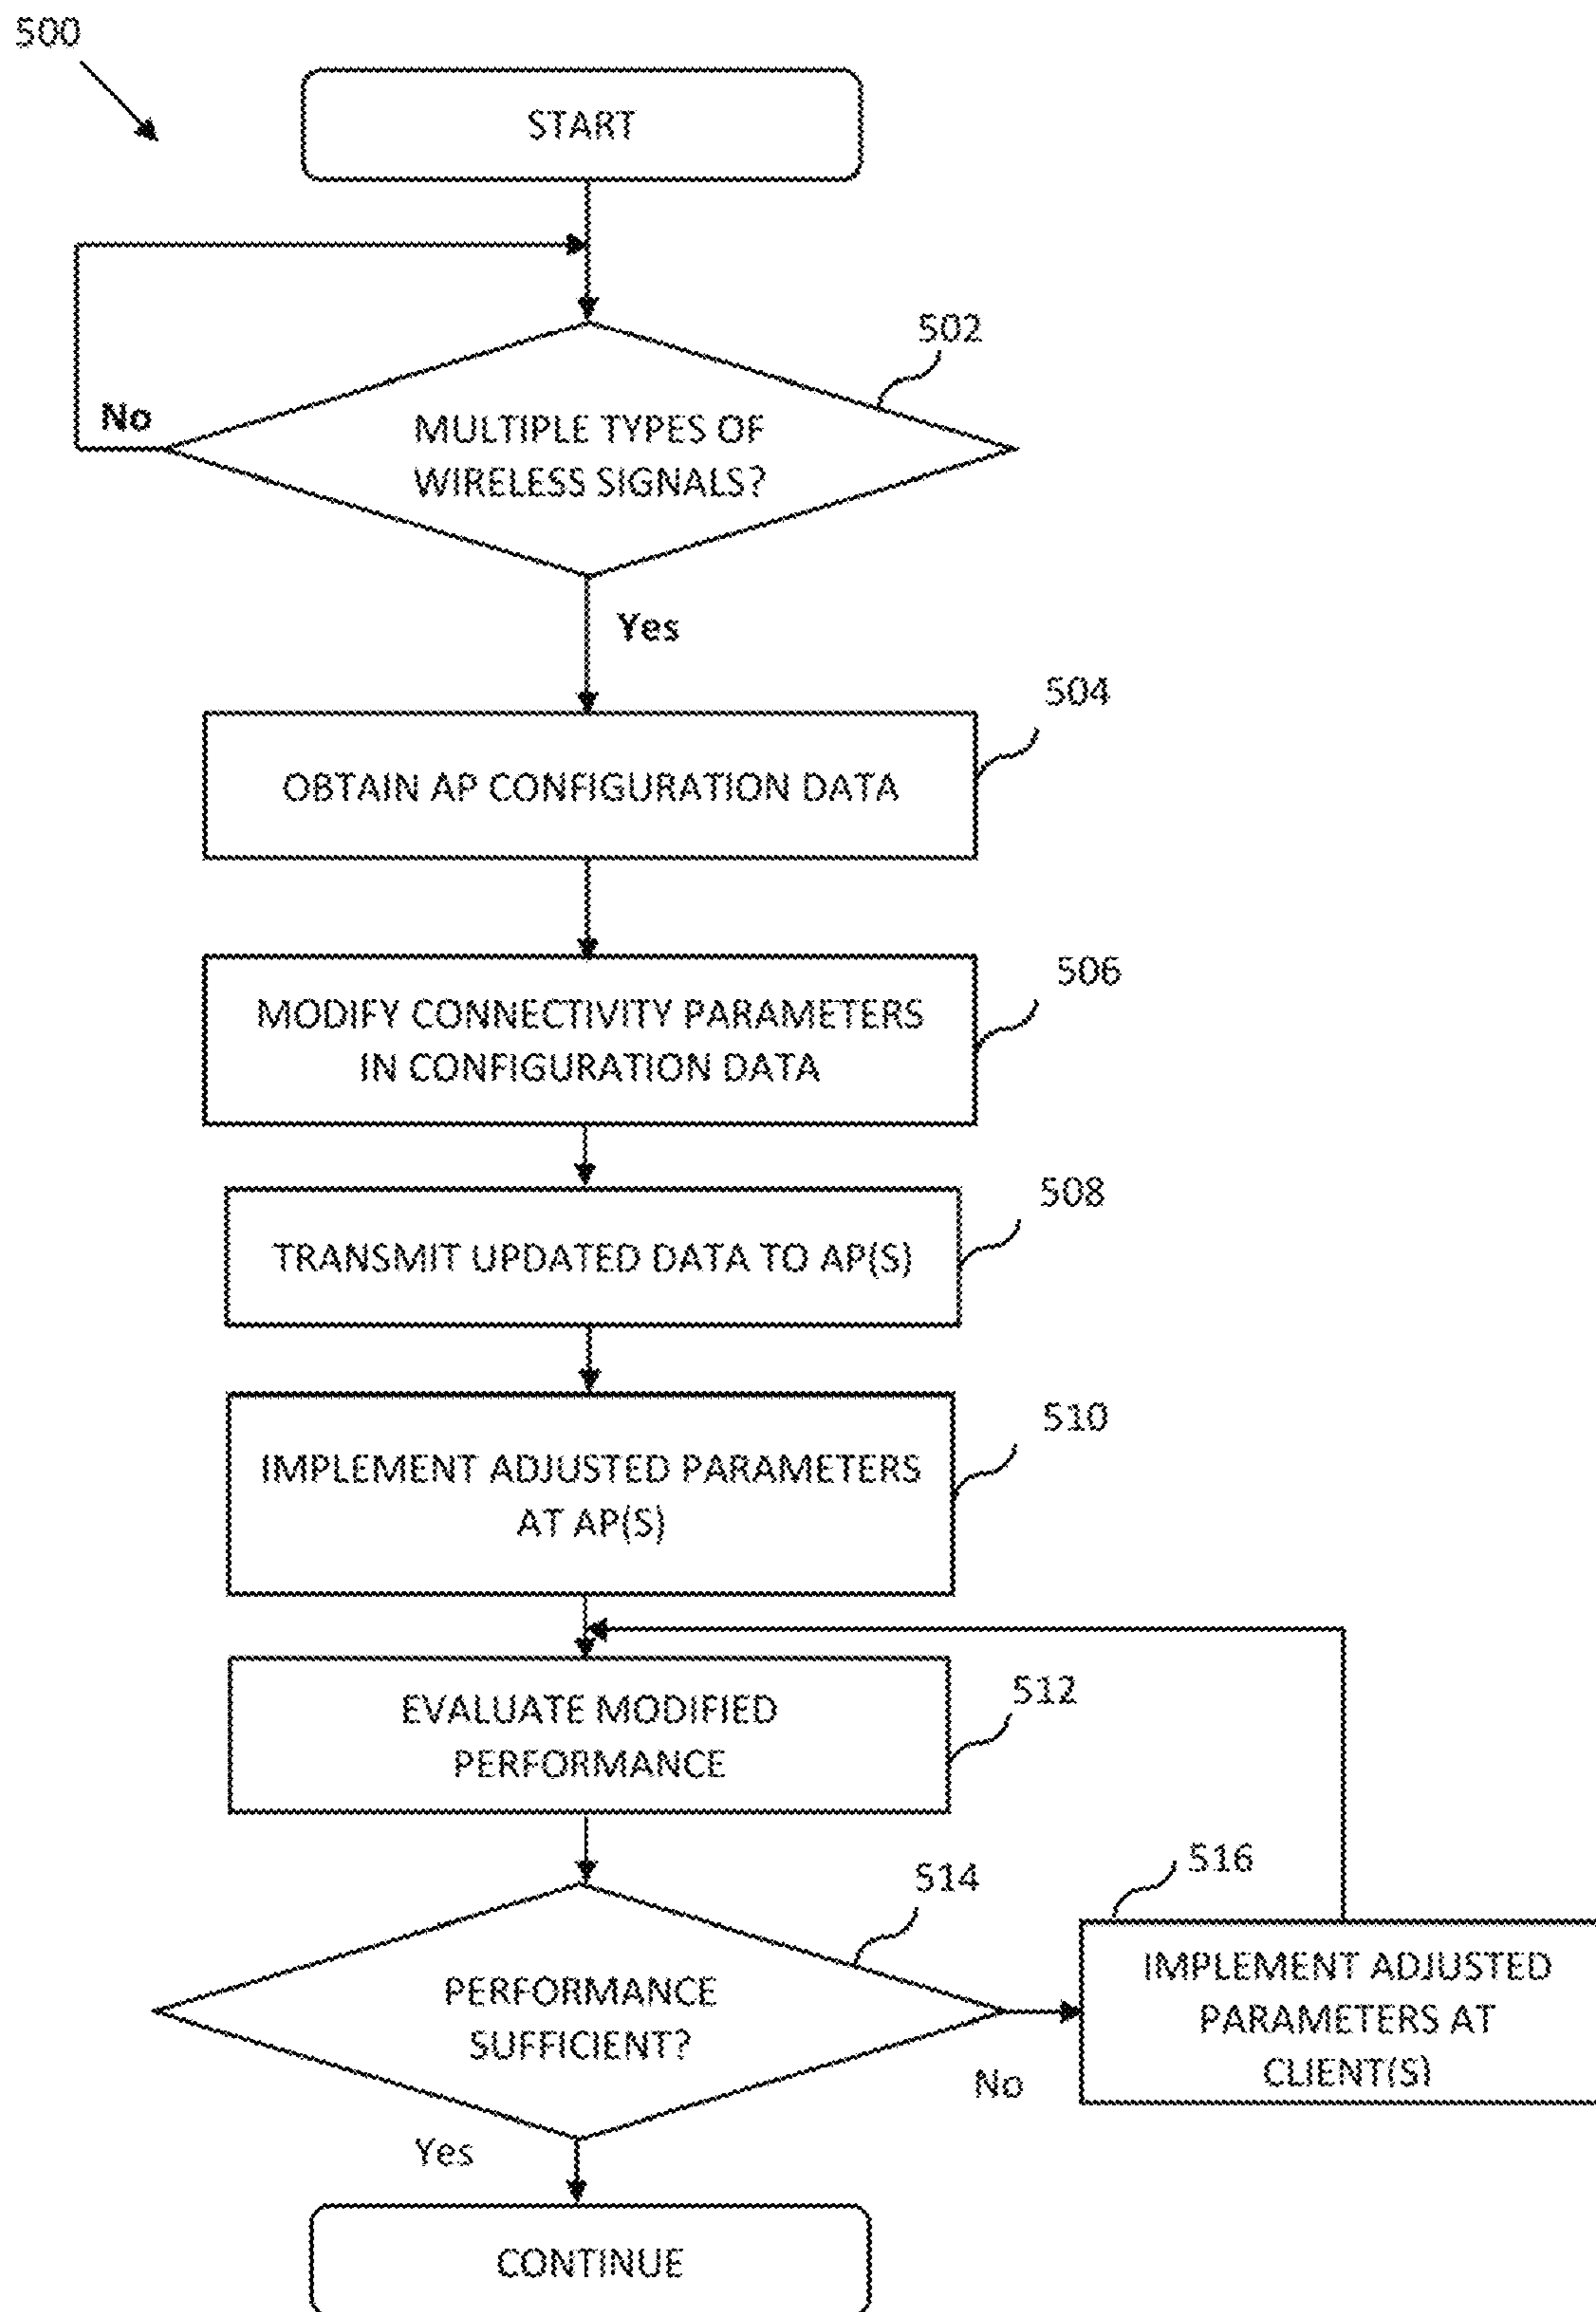 500
START
502
No
MULTIPLE TYPES OF
WIRELESS SIGNALS?
Yes
504
OBTAIN AP CONFIGURATION DATA
506
MODIFY CONNECTIVITY PARAMETERS
IN CONFIGURATION DATA
508
TRANSMIT UPDATED DATA TO AP(S)
510
IMPLEMENT ADJUSTED PARAMETERS
AT AP(S)
512
EVALUATE MODIFIED
PERFORMANCE
514
516
PERFORMANCE
SUFFICIENT?
No
IMPLEMENT ADJUSTED
PARAMETERS AT
CLIENT(S)
Yes
CONTINUE